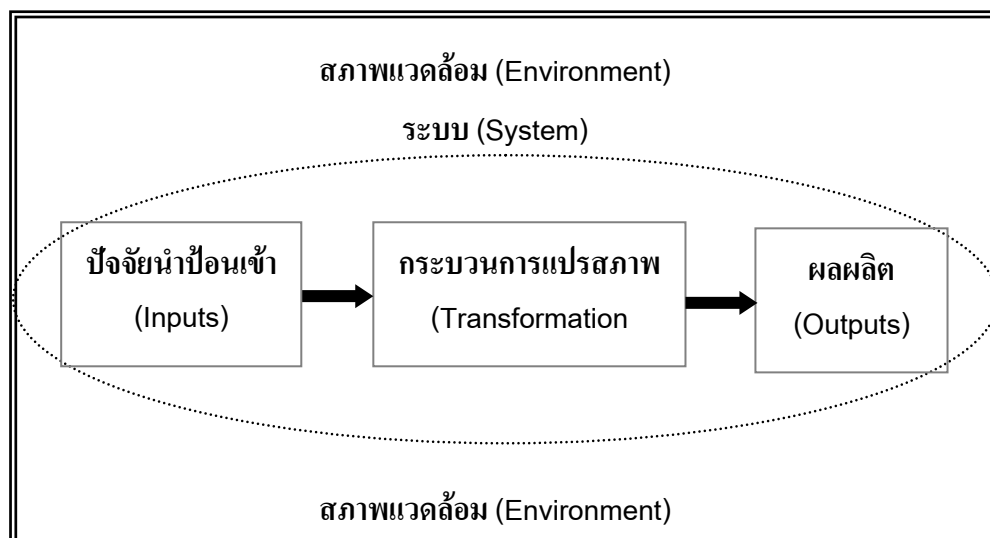 สภาพแวดล้อม (Environment)
ระบบ (System)
ปัจจัยนำป้อนเข้า
(Inputs)
กระบวนการแปรสภาพ
(Transformation
ผลผลิต
(Outputs)
สภาพแวดล้อม (Environment)